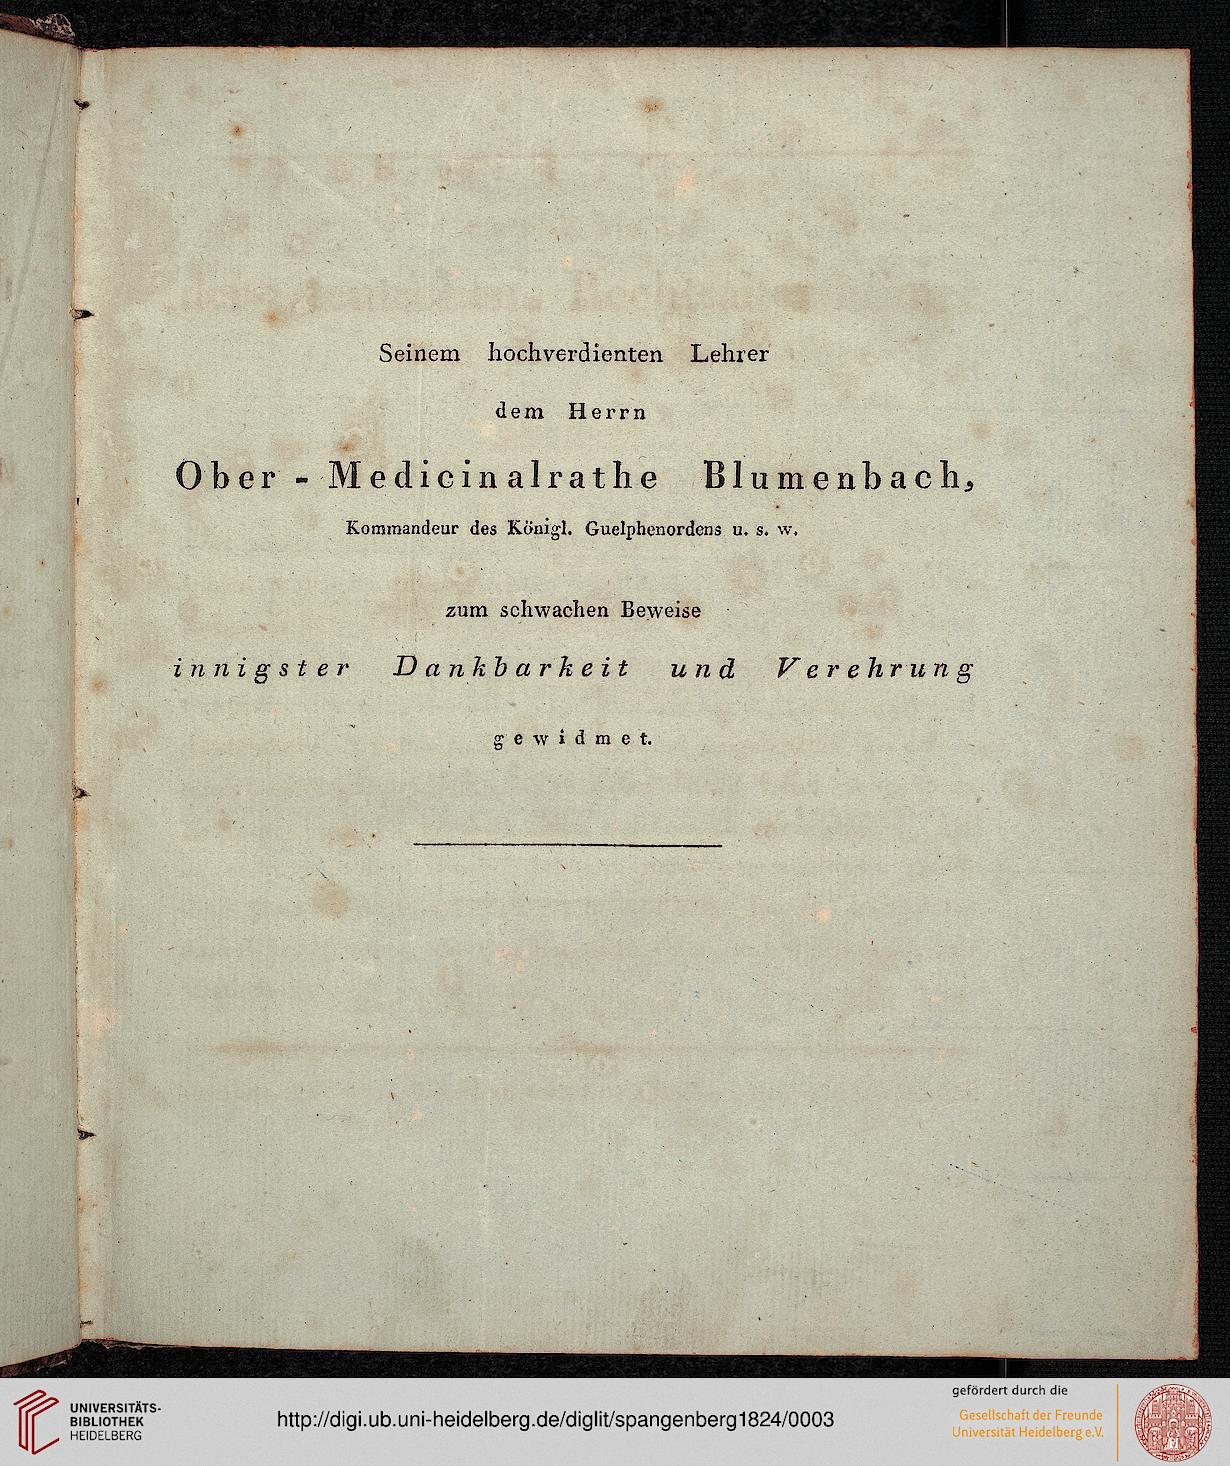 Seinem hochverdienten Lehrer
dem Herrn
Ober - Medicinalrathe Blumenbach,
Kommandeur des Königl. Guelphenordens u. s. w.
zum schwachen Beweise
innigster Dankbarkeit und Verehrung
gewidmet.
UNIVERSITÄTS-
BIBLIOTHEK
HEIDELBERG
http://digi.ub.uni-heidelberg.de/diglit/spangenberg1824/0003
gefördert durch die
Gesellschaft der Freunde
Universität Heidelberg e.V.